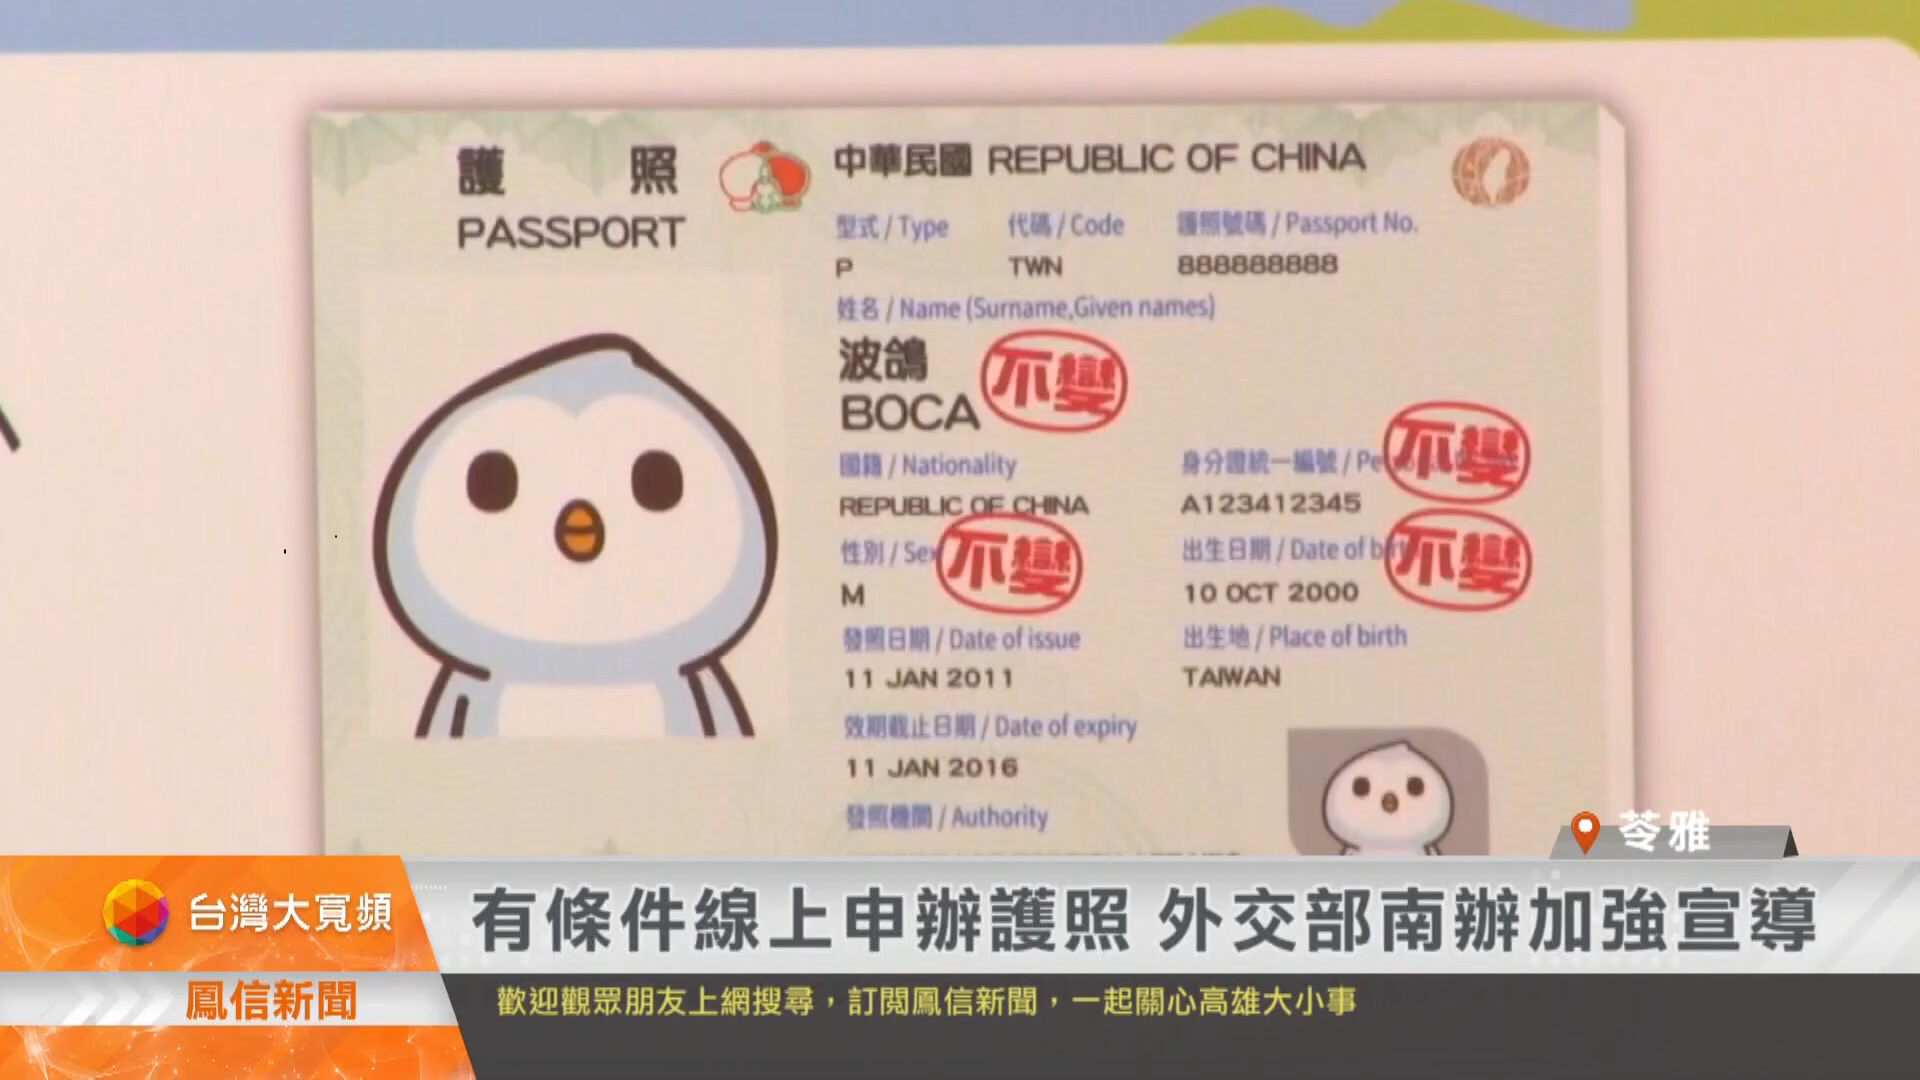 護照
PASSPORT
中華民國 REPUBLIC OF CHINA
型式 / Type
代碼 / Code
護照號碼 / Passport No.
P
TWN
888888888
姓名 / Name (Surname,Given names)
波鴿
不變
BOCA
國籍 / Nationality
身分證統一編號 /
不變
REPUBLIC OF CHINA
A123412345
性別 / Sex
不變
出生日期 / Date of birth
不變
M
10 OCT 2000
發照日期 / Date of issue
出生地 / Place of birth
11 JAN 2011
TAIWAN
效期截止日期 / Date of expiry
11 JAN 2016
發照機關 / Authority
苓雅
台灣大寬頻
有條件線上申辦護照 外交部南辦加強宣導
鳳信新聞
歡迎觀眾朋友上網搜尋，訂閱鳳信新聞，一起關心高雄大小事